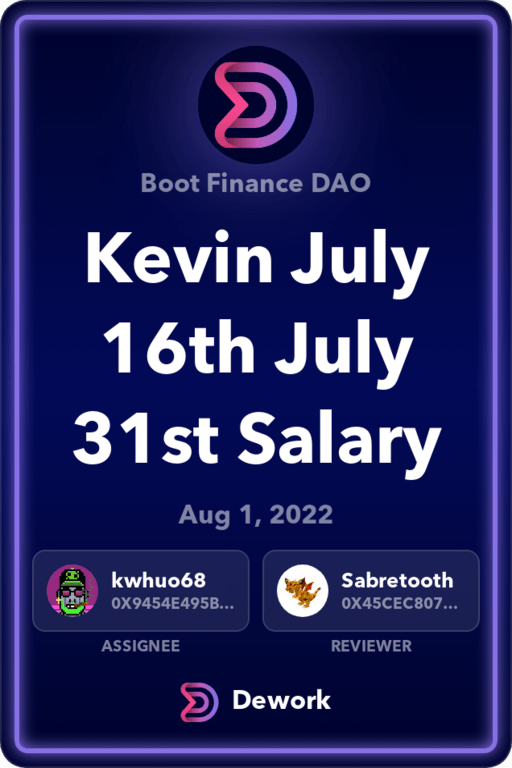 Boot Finance DAO
Kevin July
16th July
31st Salary
Aug 1, 2022
kwhuo68
0X9454E495B...
ASSIGNEE
Sabretooth
0X45CEC807...
REVIEWER
Dework